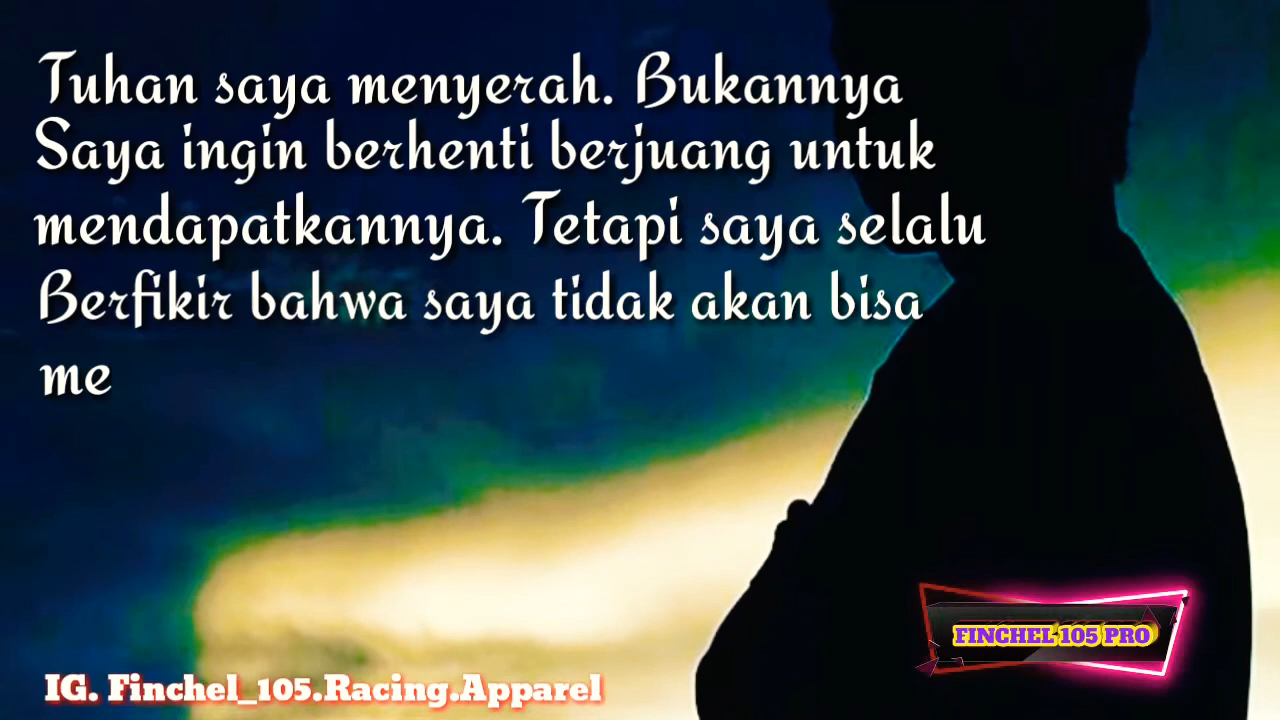 Tuhan saya menyerah. Bukannya
Saya ingin berhenti berjuang untuk
mendapatkannya. Tetapi saya selalu
Berfikir bahwa saya tidak akan bisa
me
FINCHEL 105 PRO
IG. Finchel_105.Racing.Apparel